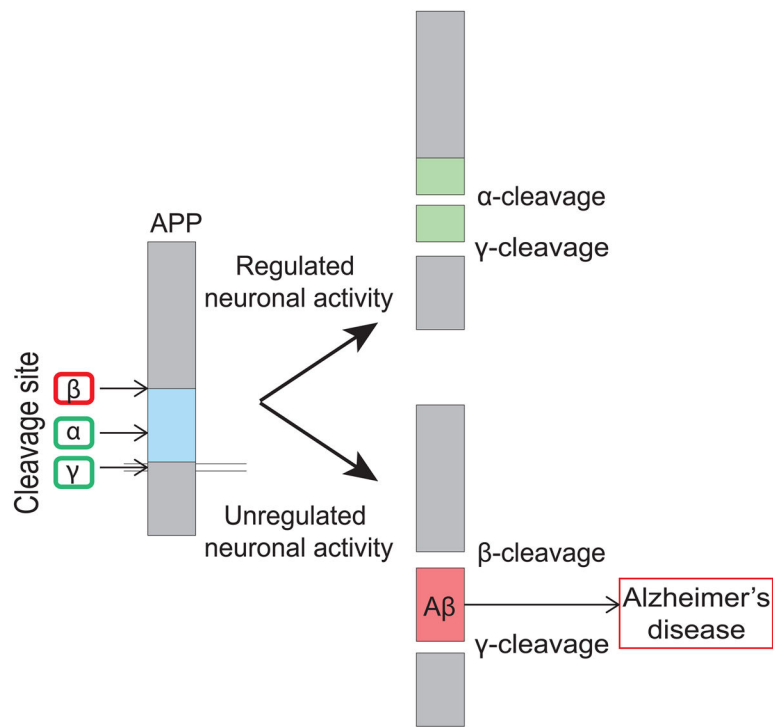 APP
Cleavage site
β
α
γ
Regulated
neuronal activity
α-cleavage
γ-cleavage
Unregulated
neuronal activity
β-cleavage
Aβ
γ-cleavage
Alzheimer's
disease